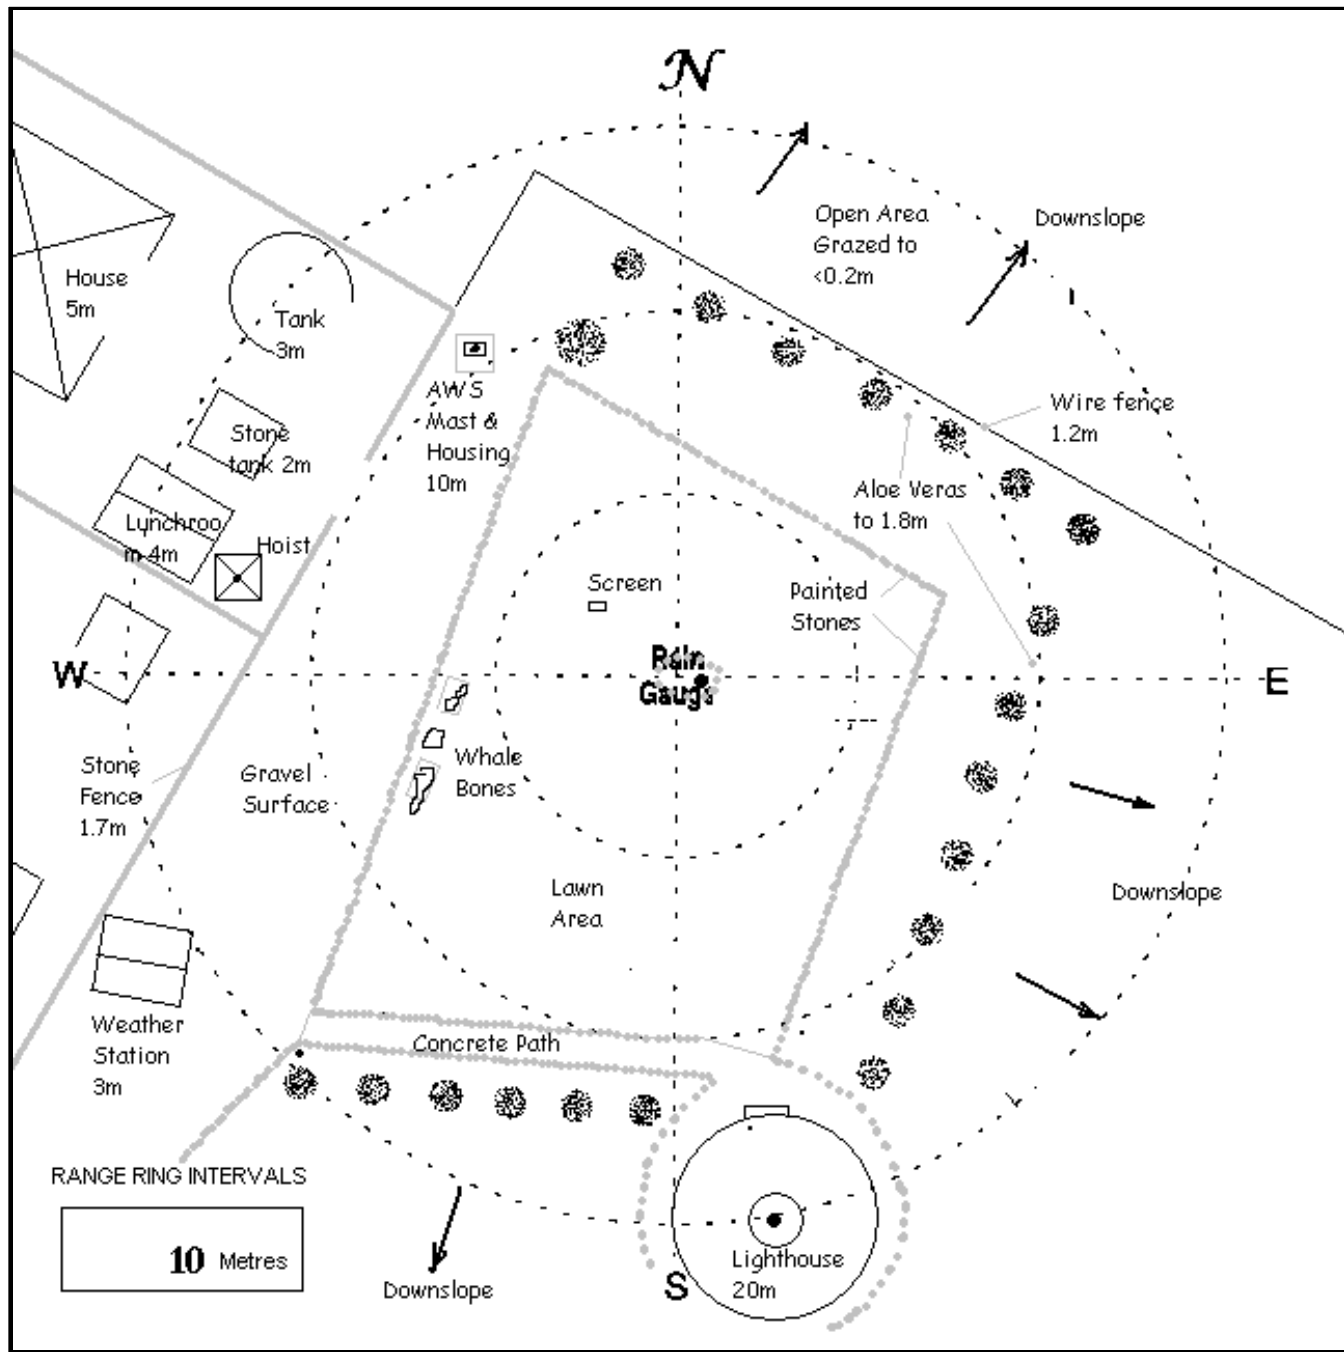 N
Open Area
Grazed to
<0.2m
Downslope
House
5m
Tank
3m
AWS
Mast &
Housing
10m
Wire fence
1.2m
Stone
tank 2m
Aloe Veras
to 1.8m
Lynchroo
m 4m
Hoist
Screen
Painted
Stones
W
Rain
Gauge
E
Stone
Fence
1.7m
Gravel
Surface
Whale
Bones
Lawn
Area
Downslope
Weather
Station
3m
Concrete Path
RANGE RING INTERVALS
10 Metres
Downslope
S
Lighthouse
20m